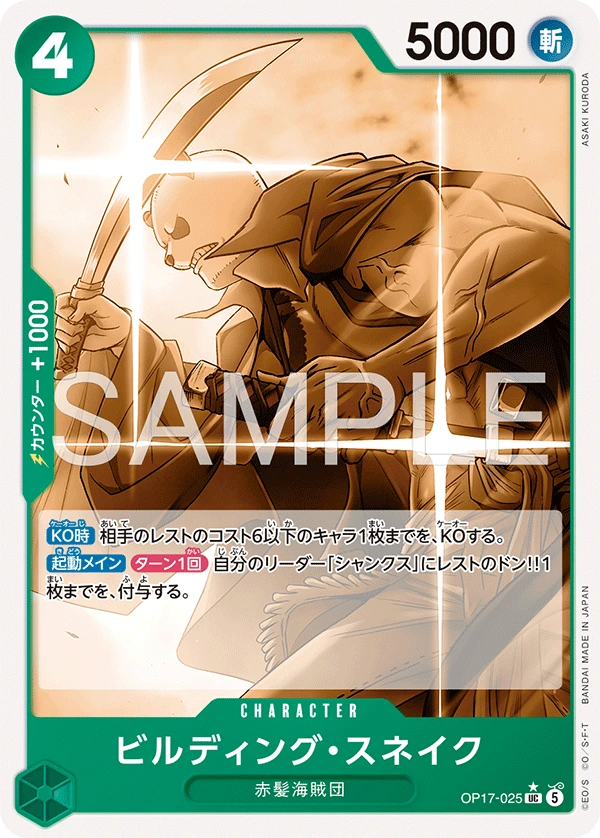 4
5000
斬
ASAKI KURODA
カウンター +1000
SAMPLE
KO時 相手のレストのコスト6以下のキャラ1枚までを、KOする。
起動メイン ターン1回 自分のリーダー「シャンクス」にレストのドン!!1
枚までを、付与する。
CHARACTER
ビルディング・スネイク
赤髪海賊団
OP17-025 ★ UC 5
©E.O/S ©O/S・F・T BANDAI MADE IN JAPAN